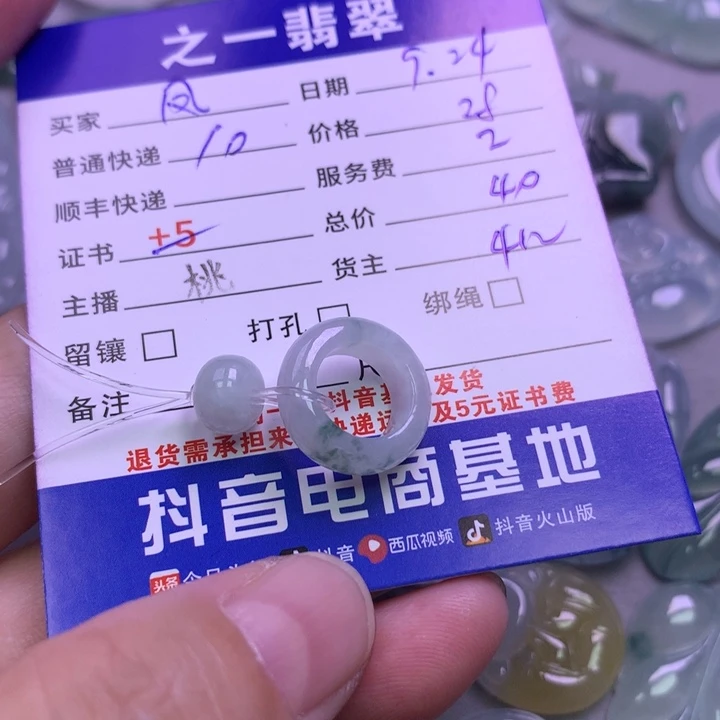 之一翡翠
买家 凤 日期 9.24
普通快递 10 价格 28
顺丰快递 服务费 2
证书 +5 总价 40
主播 桃 货主
留镶 打孔 绑绳
备注
抖音基 发货
退货需承担来 快递 及5元证书费
抖音电商基地
头条 抖音 西瓜视频 抖音火山版